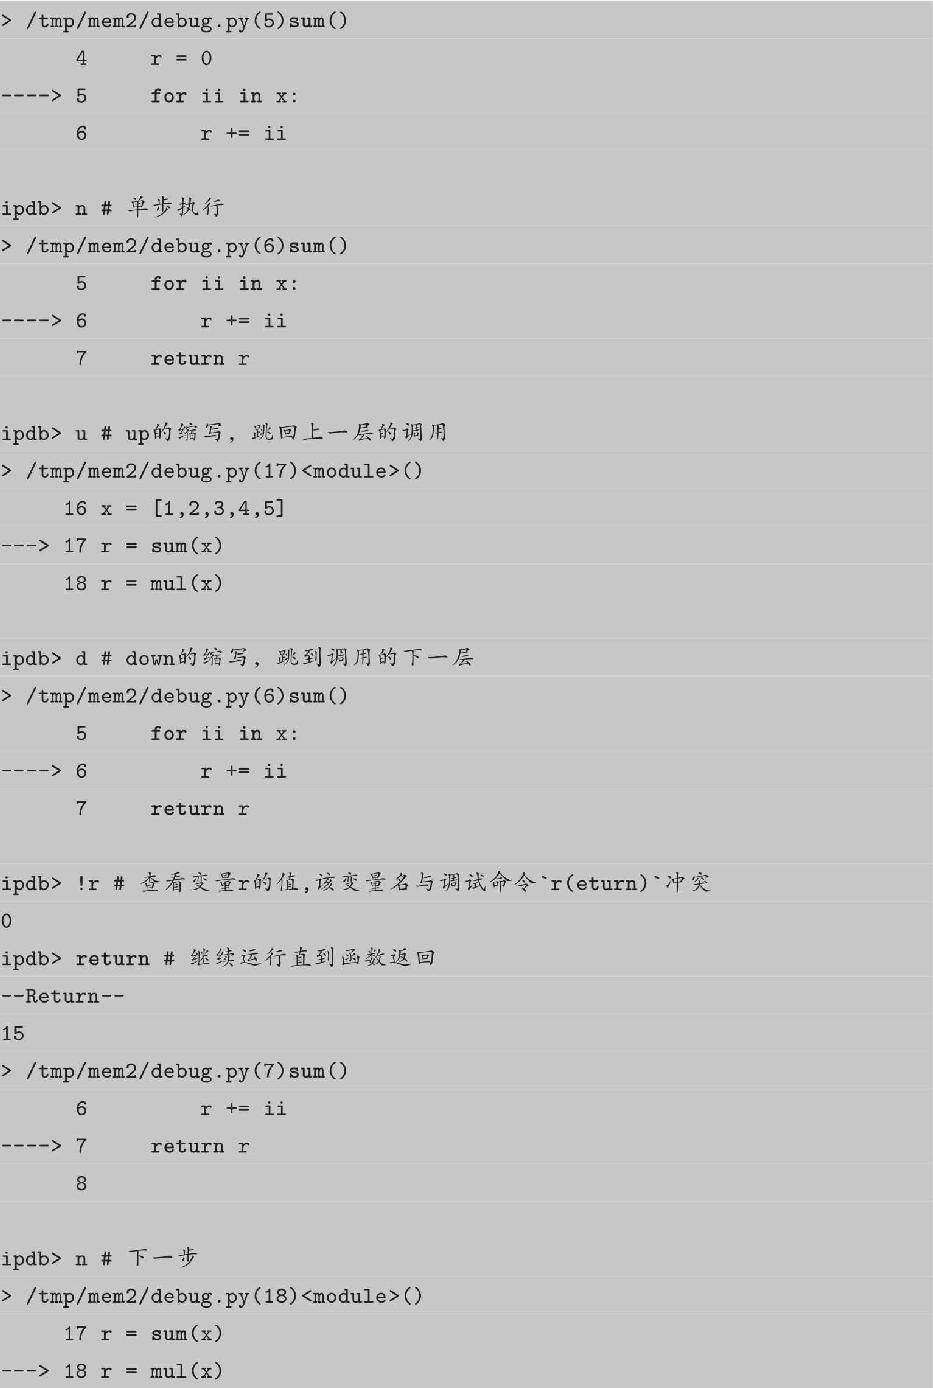 > /tmp/mem2/debug.py(5)sum()
      4     r = 0
----> 5     for ii in x:
      6         r += ii

ipdb> n # 单步执行
> /tmp/mem2/debug.py(6)sum()
      5     for ii in x:
----> 6         r += ii
      7     return r

ipdb> u # up的缩写, 跳回上一层的调用
> /tmp/mem2/debug.py(17)<module>()
     16 x = [1,2,3,4,5]
---> 17 r = sum(x)
     18 r = mul(x)

ipdb> d # down的缩写, 跳到调用的下一层
> /tmp/mem2/debug.py(6)sum()
      5     for ii in x:
----> 6         r += ii
      7     return r

ipdb> !r # 查看变量r的值,该变量名与调试命令`r(eturn)`冲突
0
ipdb> return # 继续运行直到函数返回
--Return--
15
> /tmp/mem2/debug.py(7)sum()
      6         r += ii
----> 7     return r
      8

ipdb> n # 下一步
> /tmp/mem2/debug.py(18)<module>()
     17 r = sum(x)
---> 18 r = mul(x)